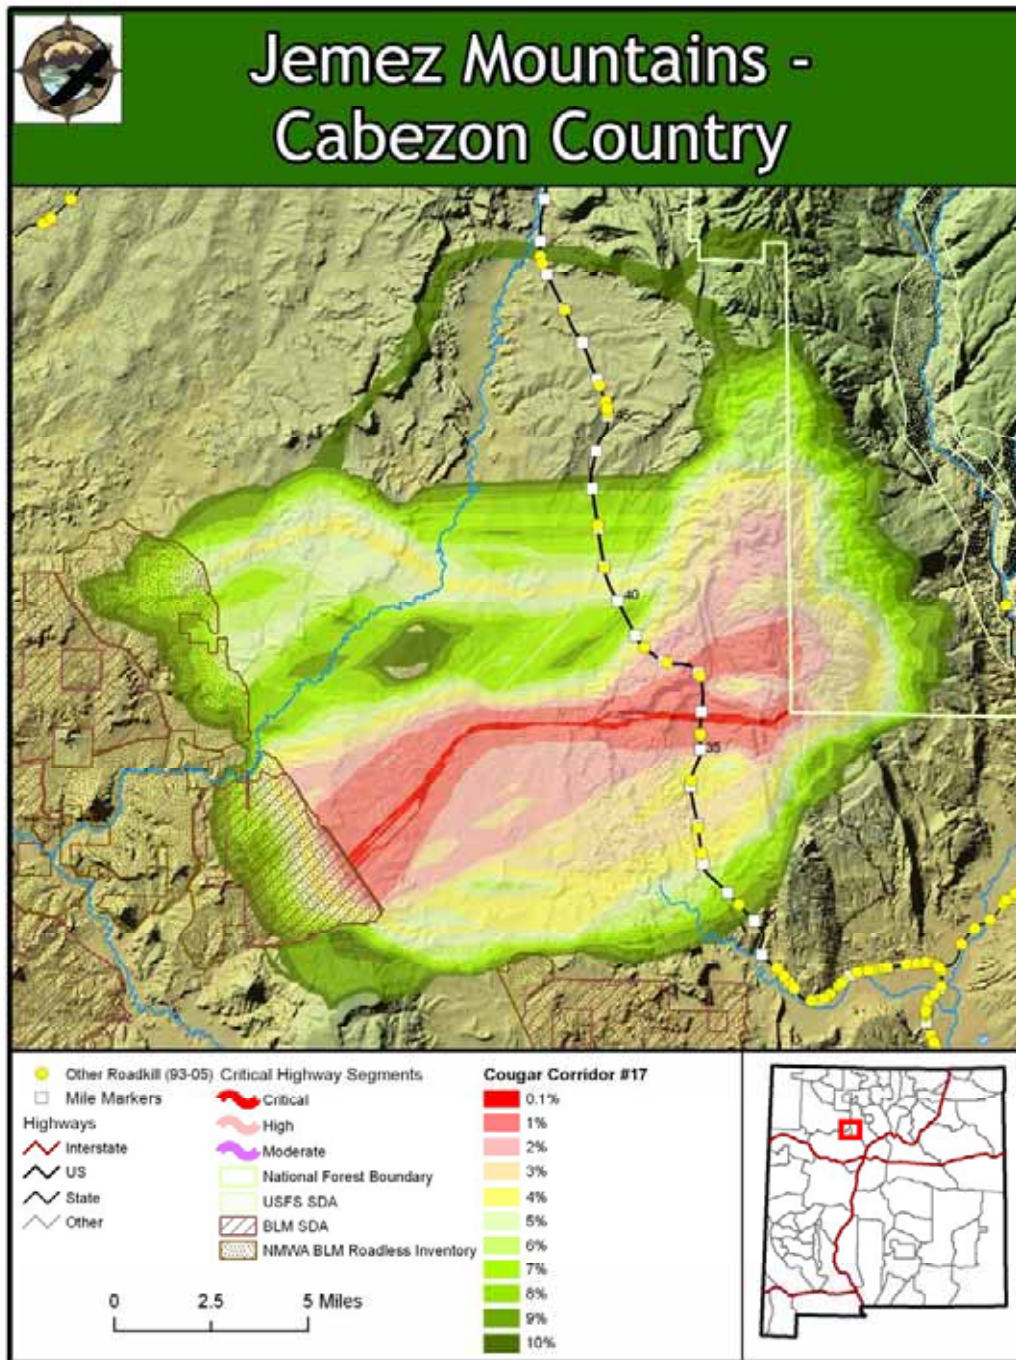 Jemez Mountains -
Cabezon Country
45
40
35
Other Roadkill (93-05)
Mile Markers
Highways
Interstate
US
State
Other
Critical Highway Segments
Critical
High
Moderate
National Forest Boundary
USFS SDA
BLM SDA
NMWA BLM Roadless Inventory
0 2.5 5 Miles
Cougar Corridor #17
0.1%
1%
2%
3%
4%
5%
6%
7%
8%
9%
10%